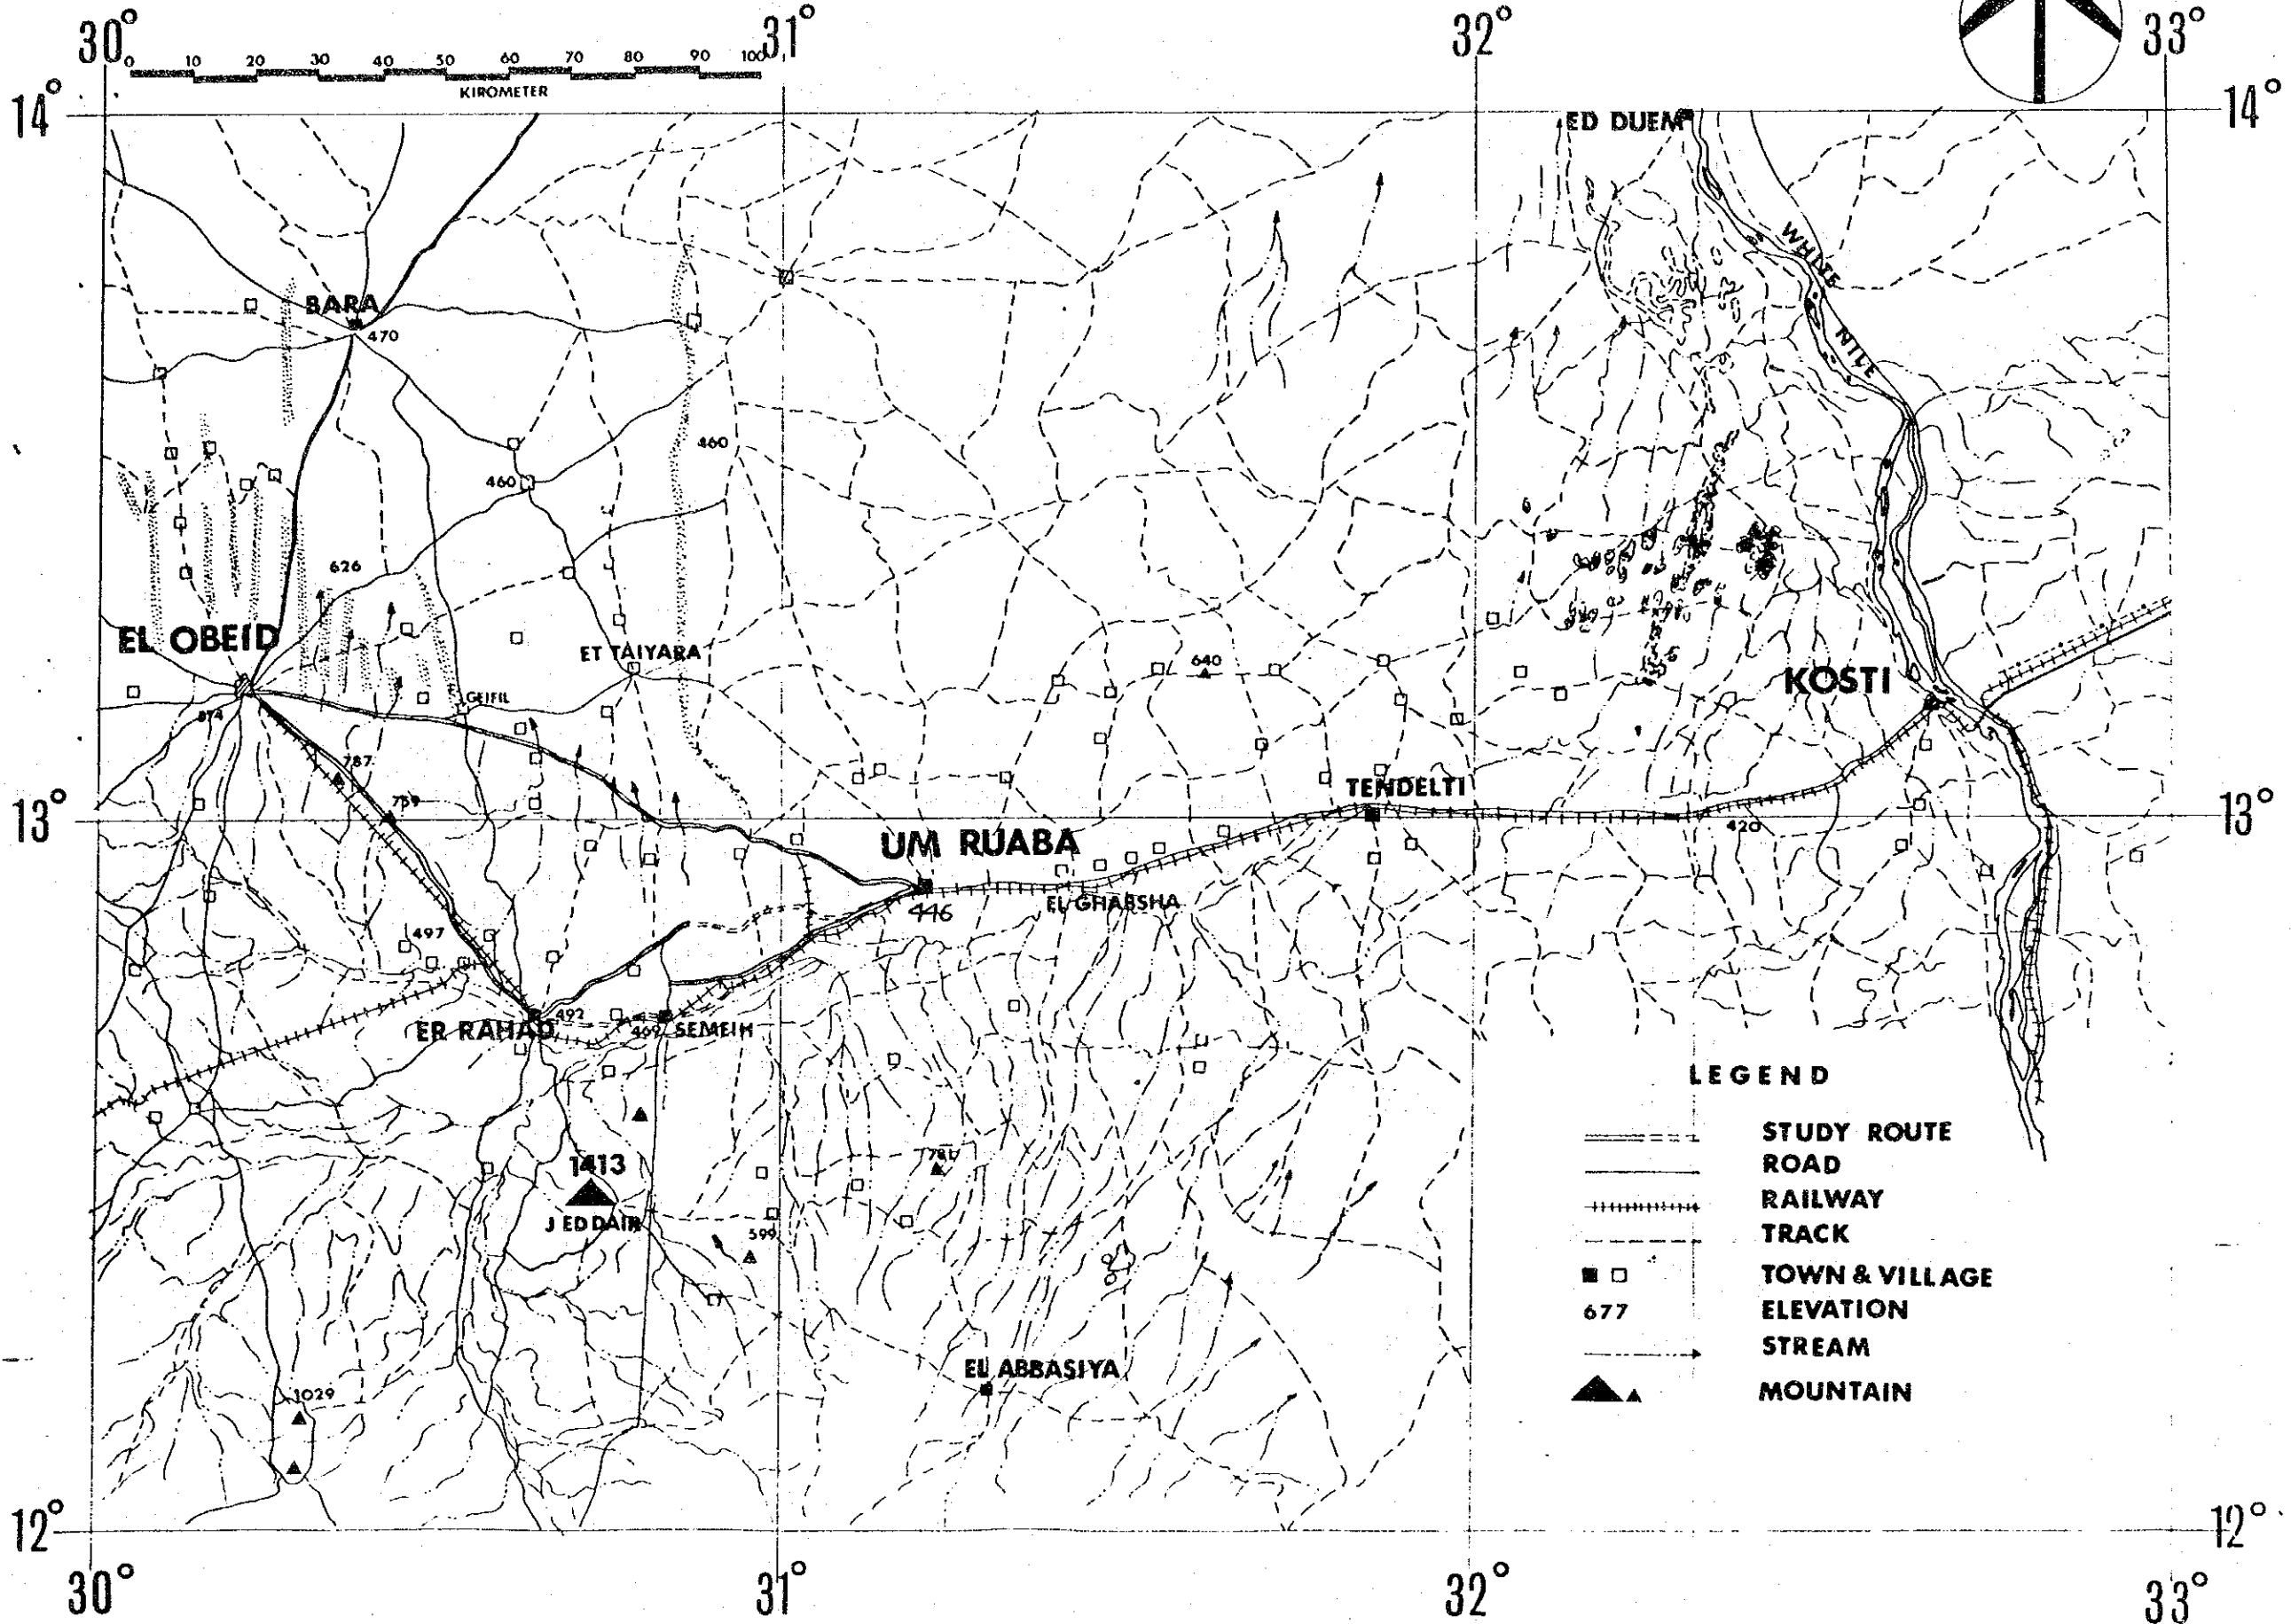 30° 31° 32° 33°
0 10 20 30 40 50 60 70 80 90 100
KIROMETER
14° 14°
ED DUEM
WHITE
NILE
BARA
470
460
460
626
EL OBEID
ET TAIYARA
640
KOSTI
GEIFIL
574
787
759
TENDELTI
13° 13°
420
UM RUABA
446
EL GHABSHA
497
492
ER RAHAD
469 SEMEIH
LEGEND
STUDY ROUTE
ROAD
RAILWAY
TRACK
TOWN & VILLAGE
677 ELEVATION
STREAM
MOUNTAIN
1413
J ED DAIR
599
EL ABBASIYA
1029
12° 12°
30° 31° 32° 33°